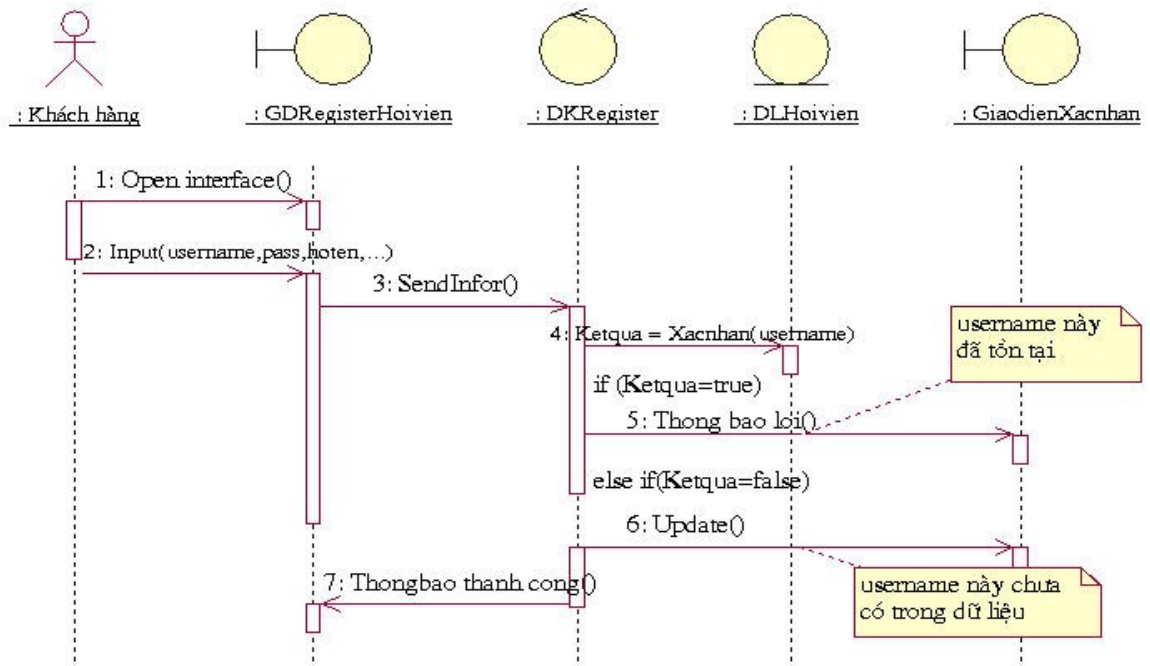 : Khách hàng
: GDRegisterHoivien
: DKRegister
: DLHoivien
: GiaodienXacnhan
1: Open interface()
2: Input(username,pass,hoten,...)
3: SendInfor()
4: Ketqua = Xacnhan(username)
username này
đã tồn tại
if (Ketqua=true)
5: Thong bao loi()
else if(Ketqua=false)
6: Update()
7: Thongbao thanh cong()
username này chưa
có trong dữ liệu